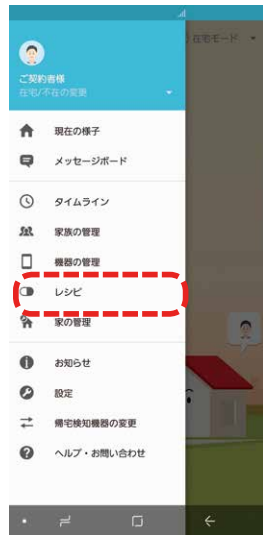 ご契約者様
在宅/不在の変更
在宅モード
現在の様子
メッセージボード
タイムライン
家族の管理
機器の管理
レシピ
家の管理
お知らせ
設定
帰宅検知機器の変更
ヘルプ・お問い合わせ